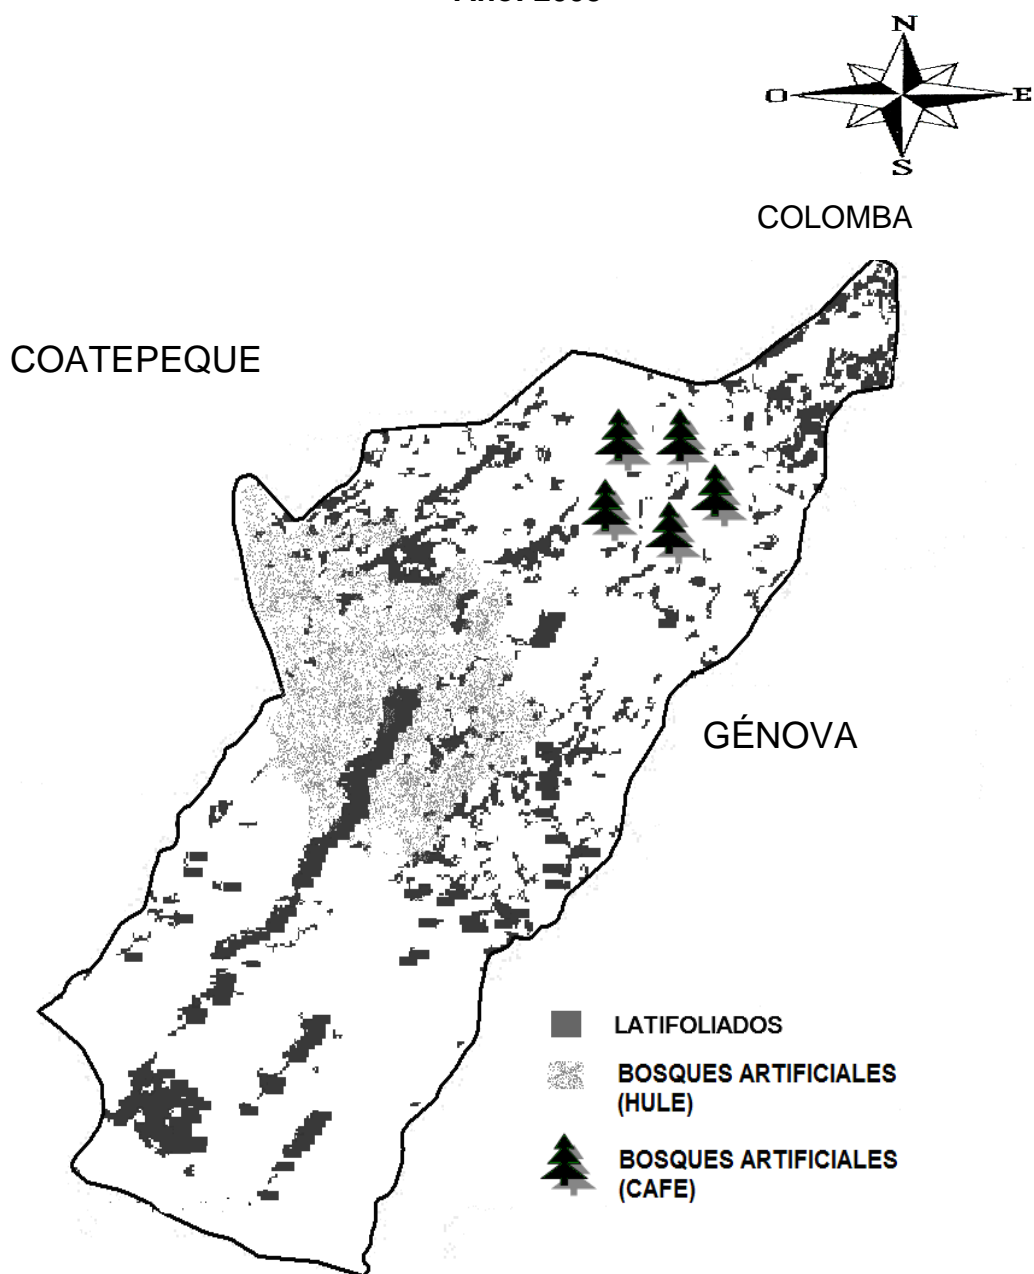 N
O
E
S
COLOMBA
COATEPEQUE
GÉNOVA
LATIFOLIADOS
BOSQUES ARTIFICIALES
(HULE)
BOSQUES ARTIFICIALES
(CAFE)